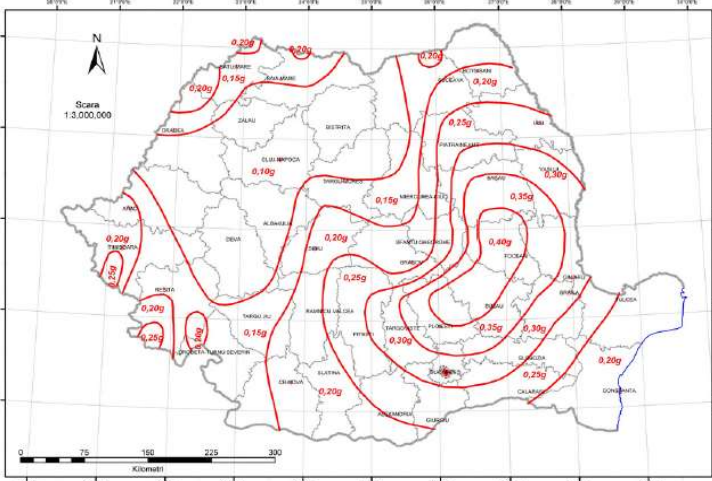 N
Scara
1:3.000.000
0,20g
0,20g
0,20g
SATU MARE
0,15g
BAIA MARE
BOTOSANI
SUCEAVA
0,20g
0,20g
ORADEA
ZALAU
BISTRITA
0,25g
IASI
PIATRA NEAMT
CLUJ-NAPOCA
0,10g
VASLUI
0,30g
BACAU
TARGU MURES
0,35g
0,15g
MIERCUREA CIUC
ARAD
ALBA IULIA
0,20g
TIMISOARA
DEVA
SIBIU
0,20g
SFANTU GHEORGHE
0,40g
BRASOV
FOCSANI
0,25g
0,25g
GALATI
RESITA
BRAILA
TULCEA
0,20g
RAMNICU VALCEA
BUZAU
TARGU JIU
0,15g
0,20g
PITESTI
TARGOVISTE
PLOIESTI
0,35g
0,30g
0,25g
0,30g
DROBETA-TURNU SEVERIN
SLOBOZIA
0,20g
BUCURESTI
SLATINA
0,25g
CRAIOVA
0,20g
CALARASI
CONSTANTA
ALEXANDRIA
GIURGIU
0 75 150 225 300
Kilometri